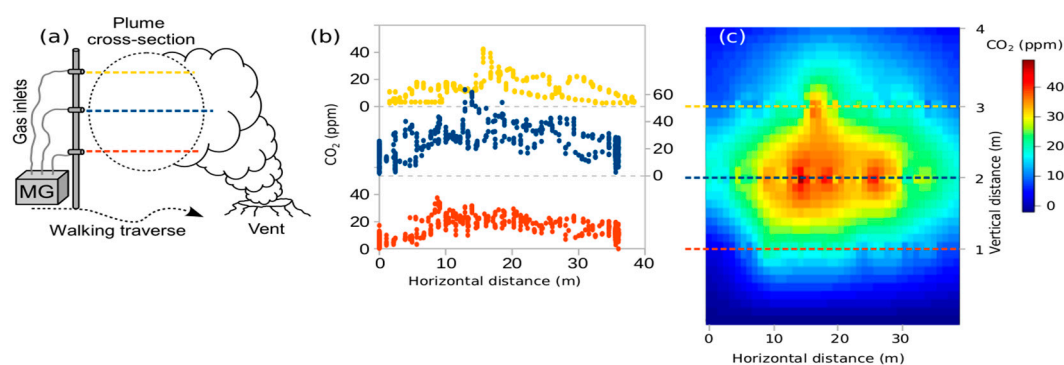 (a)
Plume
cross-section
Gas inlets
MG
Walking traverse
Vent
(b)
CO₂ (ppm)
40
20
0
60
40
20
0
40
20
0
0
10
20
30
40
Horizontal distance (m)
(c)
4
3
2
1
Vertical distance (m)
0
10
20
30
Horizontal distance (m)
CO₂ (ppm)
50
40
30
20
10
0